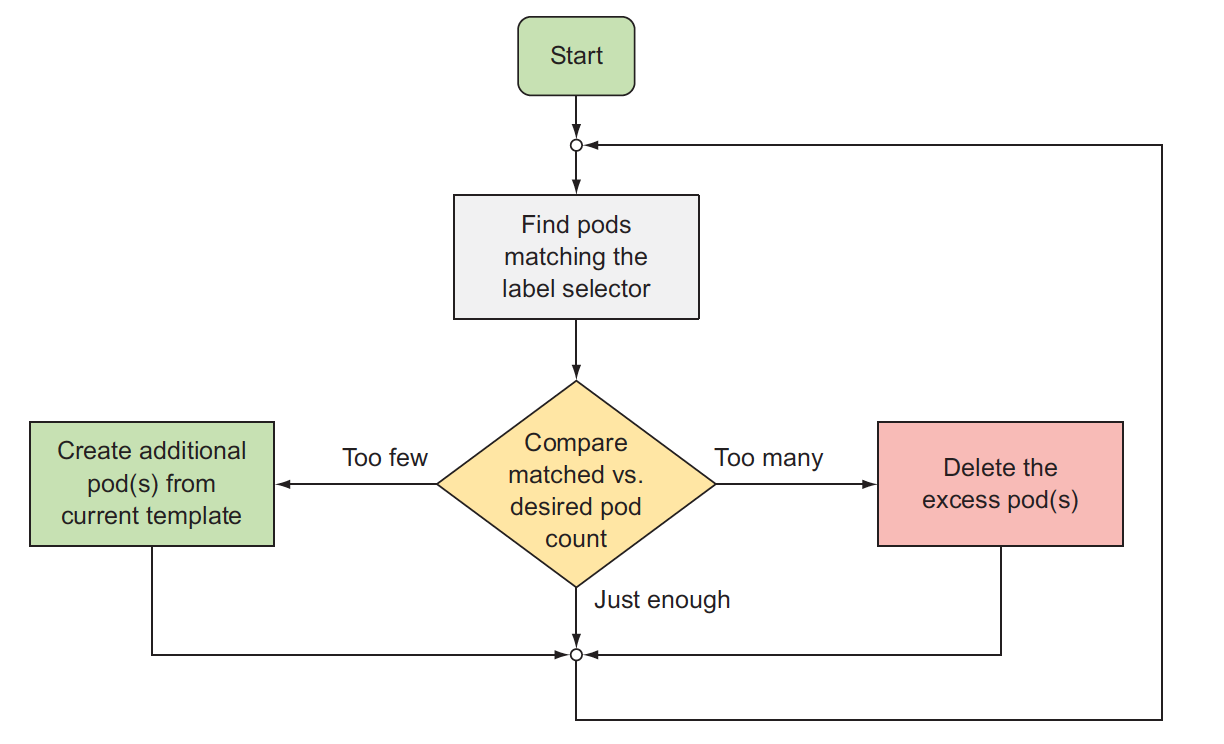 Start
Find pods
matching the
label selector
Compare
matched vs.
desired pod
count
Too few
Create additional
pod(s) from
current template
Too many
Delete the
excess pod(s)
Just enough